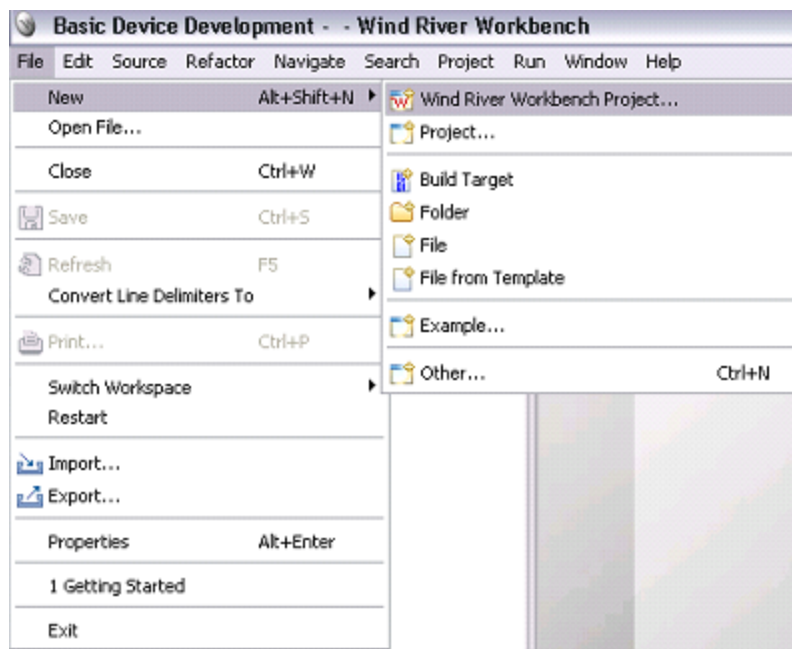 Basic Device Development - - Wind River Workbench
File Edit Source Refactor Navigate Search Project Run Window Help
New Alt+Shift+N
Open File...
Close Ctrl+W
Save Ctrl+S
Refresh F5
Convert Line Delimiters To
Print... Ctrl+P
Switch Workspace
Restart
Import...
Export...
Properties Alt+Enter
1 Getting Started
Exit
Wind River Workbench Project...
Project...
Build Target
Folder
File
File from Template
Example...
Other... Ctrl+N